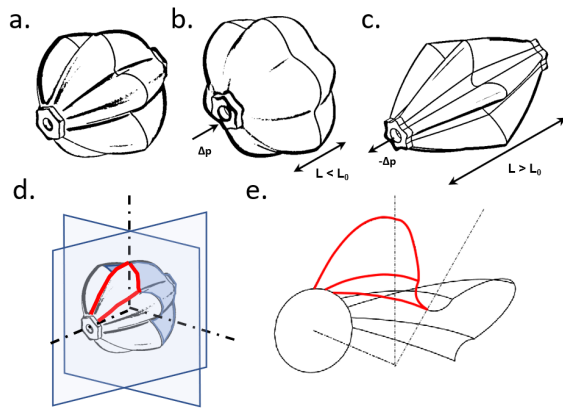 a.
b.
c.
Δp
L < L₀
-Δp
L > L₀
d.
e.